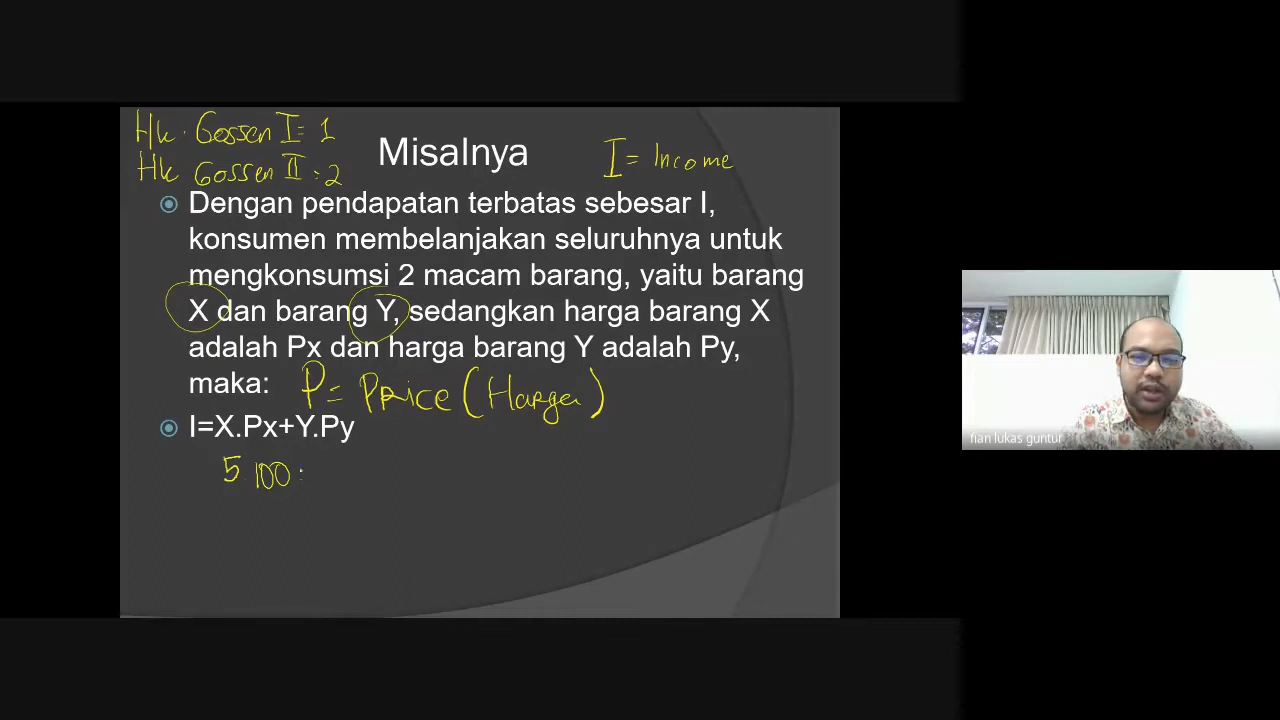 Hk. Gossen I = 1
Misalnya
I = Income
Hk Gossen II : 2
Dengan pendapatan terbatas sebesar I,
konsumen membelanjakan seluruhnya untuk
mengkonsumsi 2 macam barang, yaitu barang
X dan barang Y, sedangkan harga barang X
adalah Px dan harga barang Y adalah Py,
maka:
P = PRice (Harga)
I=X.Px+Y.Py
5.100 :
fian lukas guntur